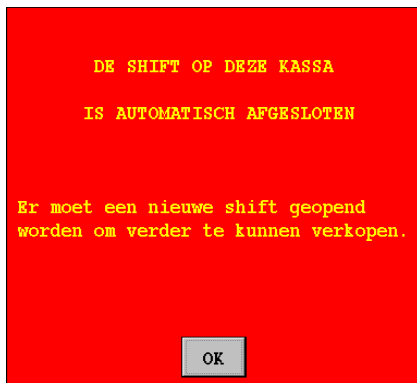 DE SHIFT OP DEZE KASSA
IS AUTOMATISCH AFGESLOTEN
Er moet een nieuwe shift geopend
worden om verder te kunnen verkopen.
OK